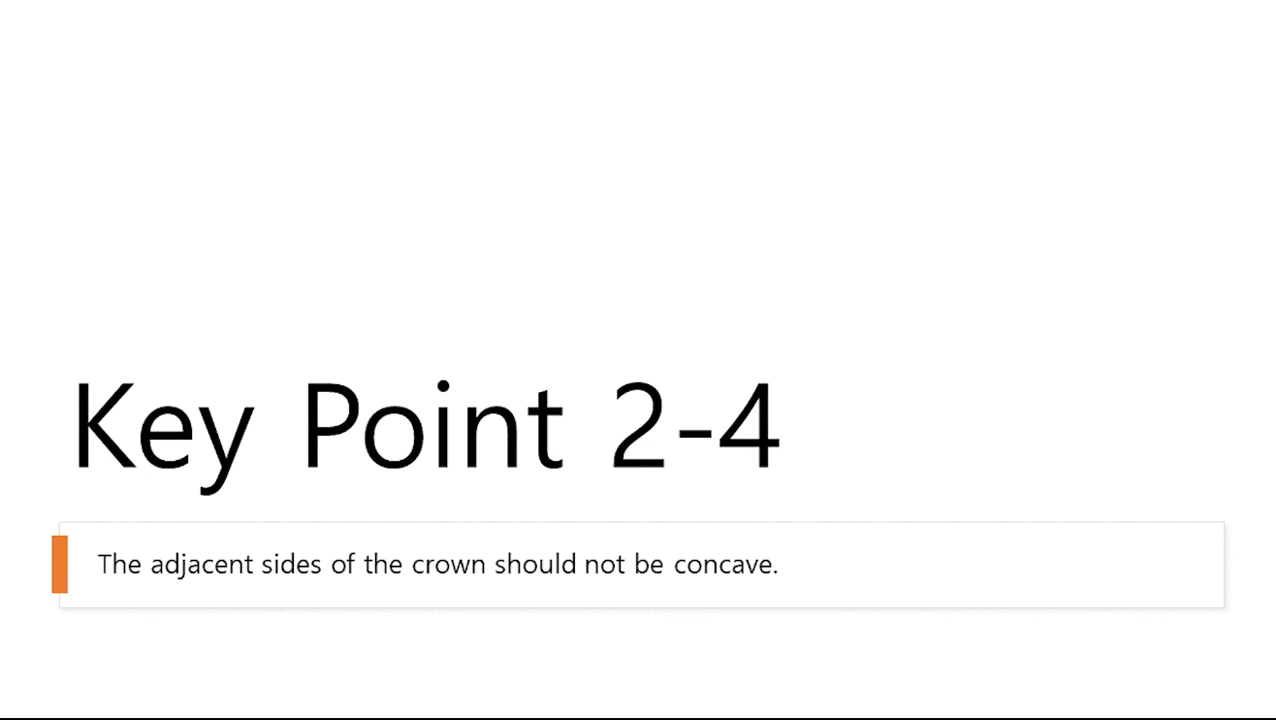 Key Point 2-4
The adjacent sides of the crown should not be concave.